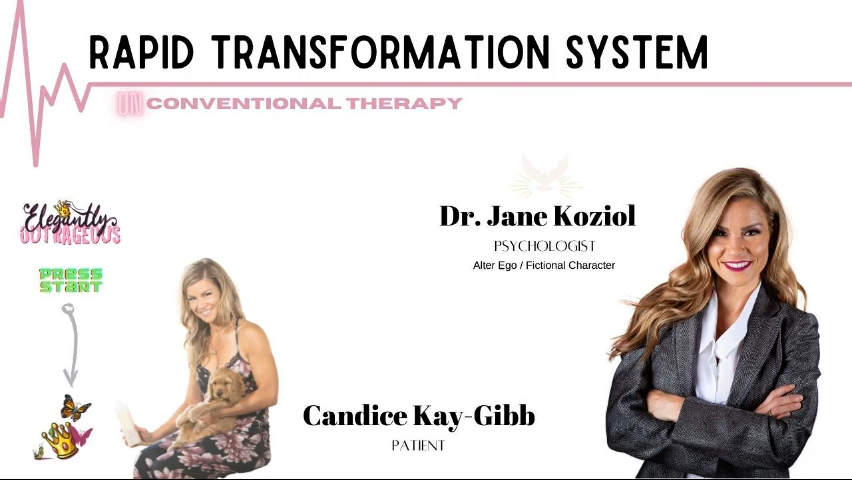 RAPID TRANSFORMATION SYSTEM
UNCONVENTIONAL THERAPY
Dr. Jane Koziol
PSYCHOLOGIST
Alter Ego / Fictional Character
Elegantly
OUTRAGEOUS
PRESS
START
Candice Kay-Gibb
PATIENT